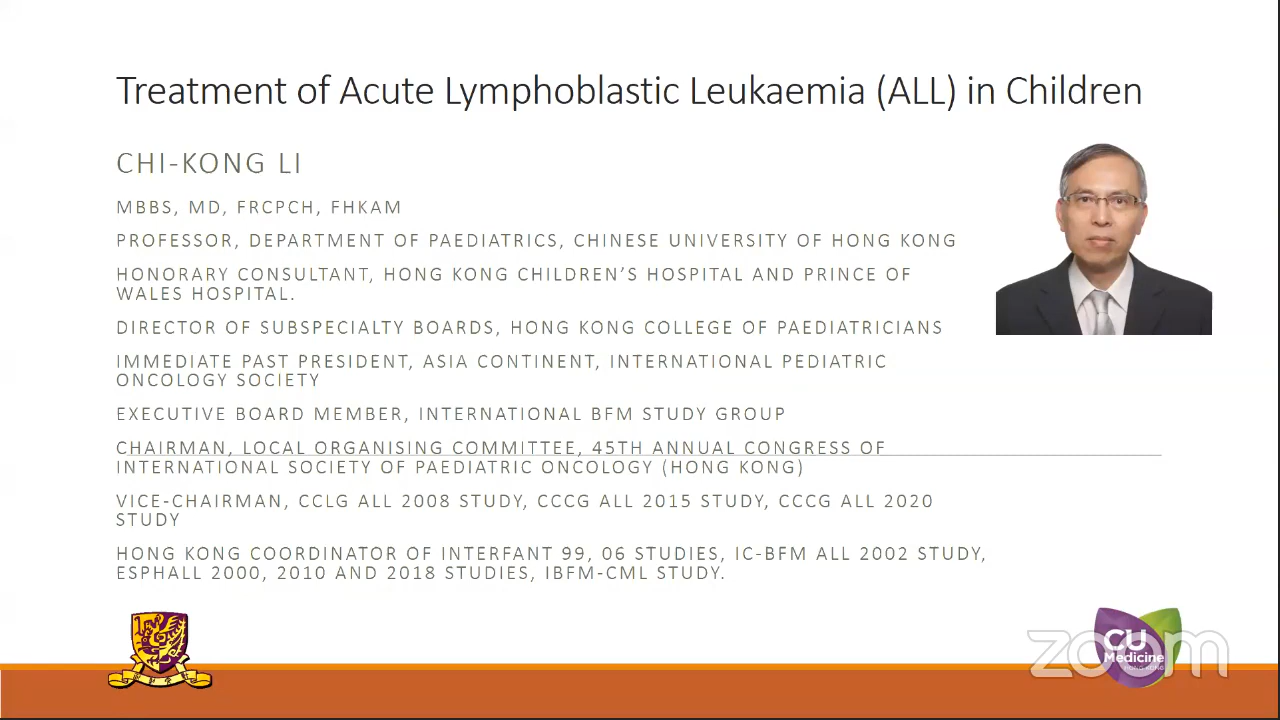 Treatment of Acute Lymphoblastic Leukaemia (ALL) in Children
CHI-KONG LI
MBBS, MD, FRCPCH, FHKAM
PROFESSOR, DEPARTMENT OF PAEDIATRICS, CHINESE UNIVERSITY OF HONG KONG
HONORARY CONSULTANT, HONG KONG CHILDREN'S HOSPITAL AND PRINCE OF
WALES HOSPITAL.
DIRECTOR OF SUBSPECIALTY BOARDS, HONG KONG COLLEGE OF PAEDIATRICIANS
IMMEDIATE PAST PRESIDENT, ASIA CONTINENT, INTERNATIONAL PEDIATRIC
ONCOLOGY SOCIETY
EXECUTIVE BOARD MEMBER, INTERNATIONAL BFM STUDY GROUP
CHAIRMAN, LOCAL ORGANISING COMMITTEE, 45TH ANNUAL CONGRESS OF
INTERNATIONAL SOCIETY OF PAEDIATRIC ONCOLOGY (HONG KONG)
VICE-CHAIRMAN, CCLG ALL 2008 STUDY, CCCG ALL 2015 STUDY, CCCG ALL 2020
STUDY
HONG KONG COORDINATOR OF INTERFANT 99, 06 STUDIES, IC-BFM ALL 2002 STUDY,
ESPHALL 2000, 2010 AND 2018 STUDIES, IBFM-CML STUDY.
CU
Medicine
HONG KONG
zoom